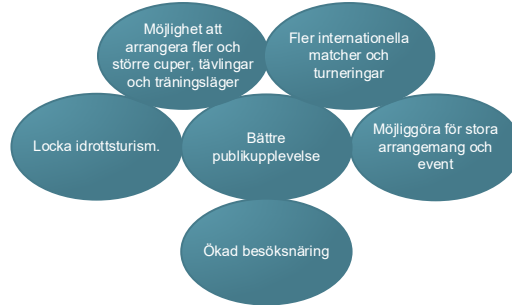 Möjlighet att
arrangera fler och
större cuper, tävlingar
och träningsläger
Fler internationella
matcher och
turneringar
Locka idrottsturism.
Bättre
publikupplevelse
Möjliggöra för stora
arrangemang och
event
Ökad besöksnäring